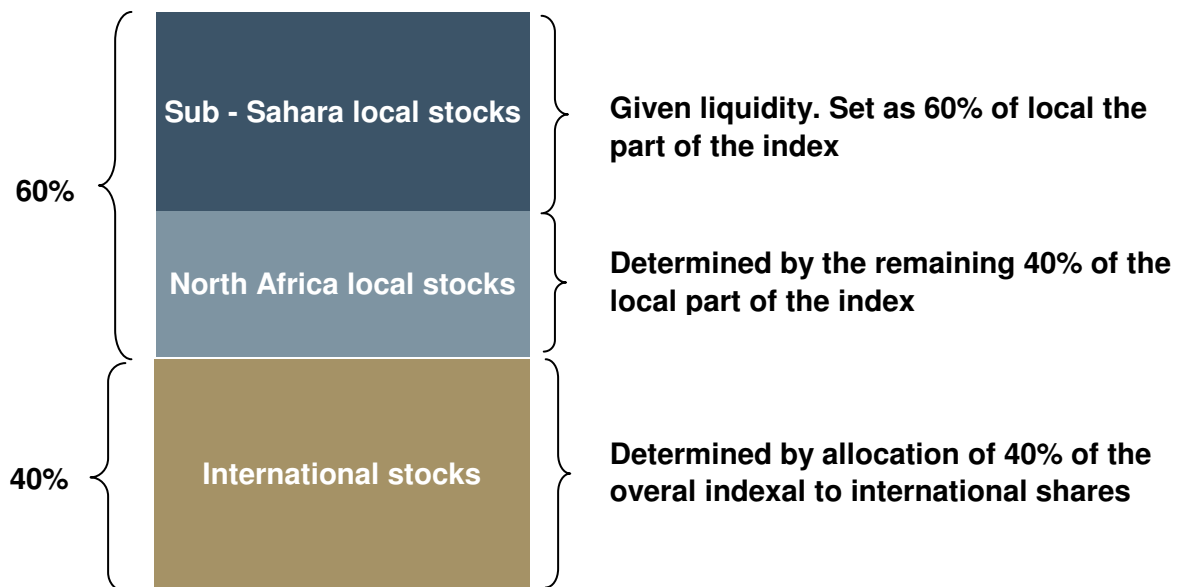 Sub - Sahara local stocks
Given liquidity. Set as 60% of local the
part of the index
60%
North Africa local stocks
Determined by the remaining 40% of the
local part of the index
40%
International stocks
Determined by allocation of 40% of the
overal indexal to international shares